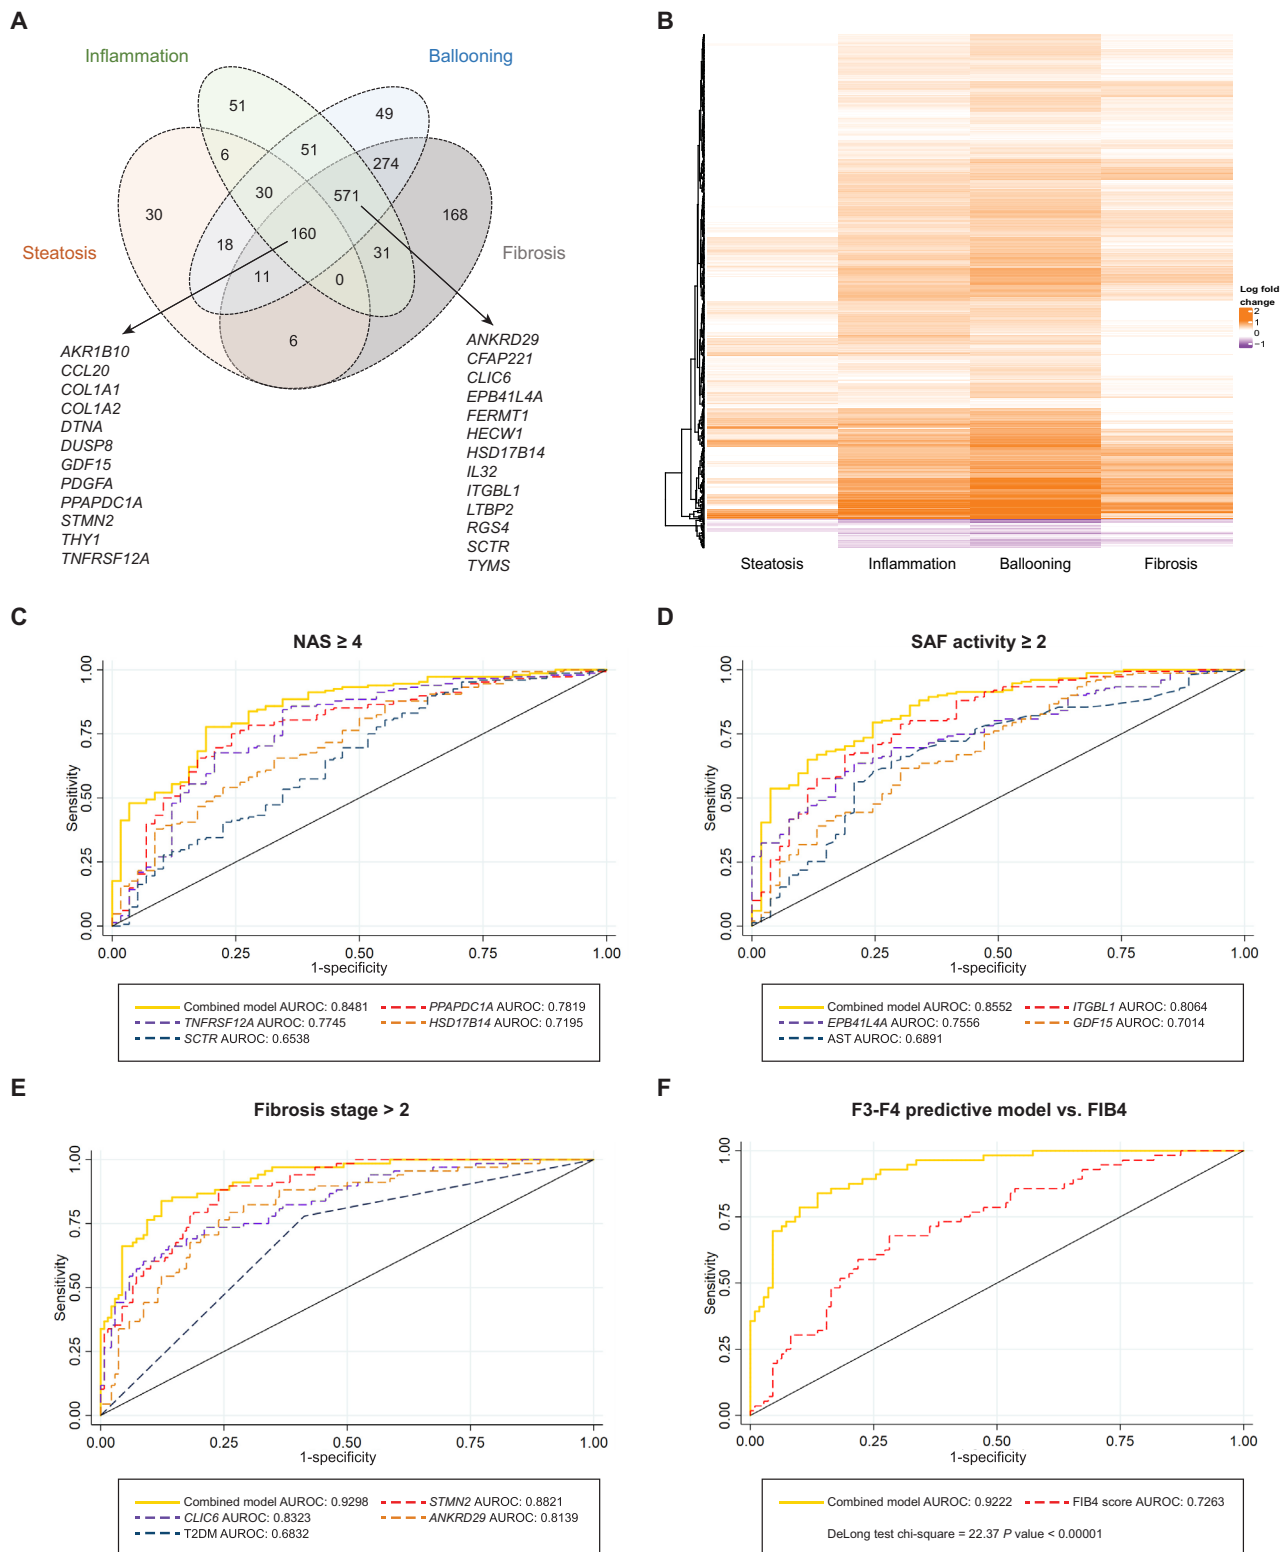 A
Inflammation
Ballooning
Steatosis
Fibrosis
51
49
6
51
274
30
30
571
168
18
160
31
11
0
6
AKR1B10
CCL20
COL1A1
COL1A2
DTNA
DUSP8
GDF15
PDGFA
PPAPDC1A
STMN2
THY1
TNFRSF12A
ANKRD29
CFAP221
CLIC6
EPB41L4A
FERMT1
HECW1
HSD17B14
IL32
ITGBL1
LTBP2
RGS4
SCTR
TYMS
B
Log fold
change
2
1
0
−1
Steatosis
Inflammation
Ballooning
Fibrosis
C
NAS ≥ 4
Sensitivity
1.00
0.75
0.50
0.25
0.00
0.00
0.25
0.50
0.75
1.00
1-specificity
Combined model AUROC: 0.8481
PPAPDC1A AUROC: 0.7819
TNFRSF12A AUROC: 0.7745
HSD17B14 AUROC: 0.7195
SCTR AUROC: 0.6538
D
SAF activity ≥ 2
Sensitivity
1.00
0.75
0.50
0.25
0.00
0.00
0.25
0.50
0.75
1.00
1-specificity
Combined model AUROC: 0.8552
ITGBL1 AUROC: 0.8064
EPB41L4A AUROC: 0.7556
GDF15 AUROC: 0.7014
AST AUROC: 0.6891
E
Fibrosis stage > 2
Sensitivity
1.00
0.75
0.50
0.25
0.00
0.00
0.25
0.50
0.75
1.00
1-specificity
Combined model AUROC: 0.9298
STMN2 AUROC: 0.8821
CLIC6 AUROC: 0.8323
ANKRD29 AUROC: 0.8139
T2DM AUROC: 0.6832
F
F3-F4 predictive model vs. FIB4
Sensitivity
1.00
0.75
0.50
0.25
0.00
0.00
0.25
0.50
0.75
1.00
1-specificity
Combined model AUROC: 0.9222
FIB4 score AUROC: 0.7263
DeLong test chi-square = 22.37 P value < 0.00001